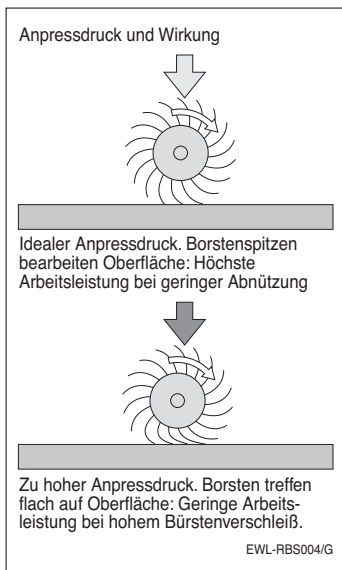 Anpressdruck und Wirkung
Idealer Anpressdruck. Borstenspitzen
bearbeiten Oberfläche: Höchste
Arbeitsleistung bei geringer Abnützung
Zu hoher Anpressdruck. Borsten treffen
flach auf Oberfläche: Geringe Arbeits-
leistung bei hohem Bürstenverschleiß.
EWL-RBS004/G